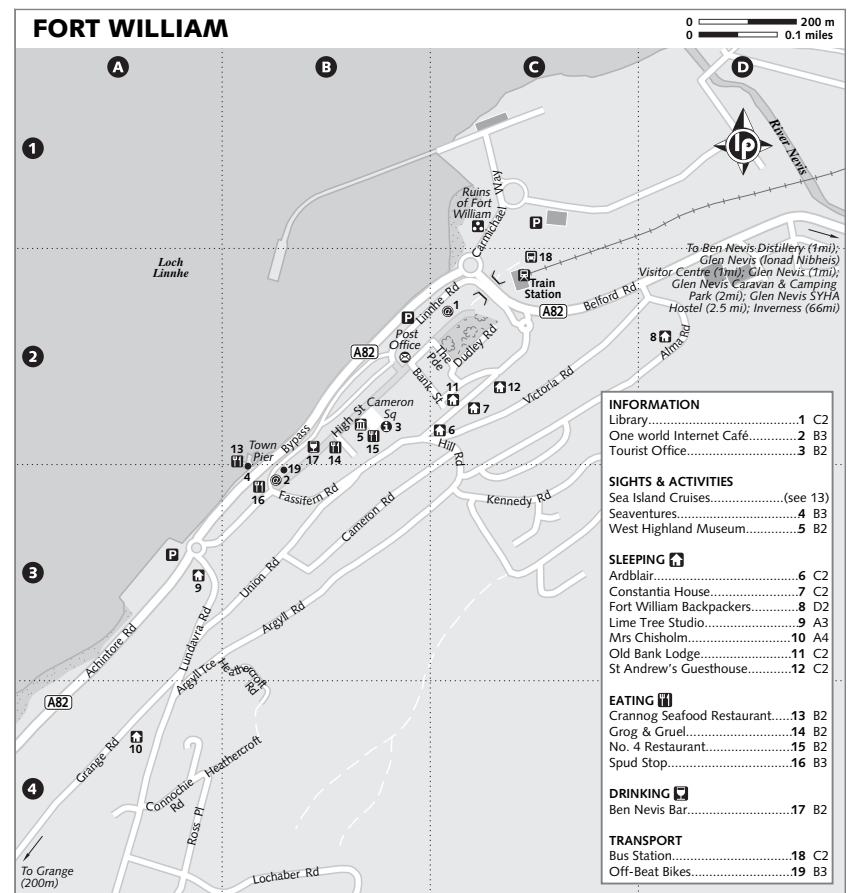 FORT WILLIAM
0 200 m
0 0.1 miles
A
B
C
D
1
lp
River Nevis
Ruins
of Fort
William
Carmichael Way
P
18
Train
Station
To Ben Nevis Distillery (1mi);
Glen Nevis (Ionad Nibheis)
Visitor Centre (1mi); Glen Nevis (1mi);
Glen Nevis Caravan & Camping
Park (2mi); Glen Nevis SYHA
Hostel (2.5 mi); Inverness (66mi)
Loch
Linnhe
Linnhe Rd
@ 1
A82
Belford Rd
P
Post
Office
The Pde
Dudley Rd
2
A82
8
Alma Rd
Bank St
11
12
7
Victoria Rd
Cameron
Sq
High St
5
3
15
6
Hill Rd
Bypass
17
14
13
Town
Pier
4
19
@ 2
16
Fassifern Rd
Cameron Rd
Kennedy Rd
P
3
9
Union Rd
Argyll Rd
Lundavra Rd
Achintore Rd
Argyll Tce
Heathercroft
Rd
A82
10
Grange Rd
4
Connochie
Rd
Heathercroft
Ross Pl
Lochaber Rd
To Grange
(200m)
INFORMATION
Library 1 C2
One world Internet Café 2 B3
Tourist Office 3 B2
SIGHTS & ACTIVITIES
Sea Island Cruises (see 13)
Seaventures 4 B3
West Highland Museum 5 B2
SLEEPING
Ardblair 6 C2
Constantia House 7 C2
Fort William Backpackers 8 D2
Lime Tree Studio 9 A3
Mrs Chisholm 10 A4
Old Bank Lodge 11 C2
St Andrew's Guesthouse 12 C2
EATING
Crannog Seafood Restaurant 13 B2
Grog & Gruel 14 B2
No. 4 Restaurant 15 B2
Spud Stop 16 B3
DRINKING
Ben Nevis Bar 17 B2
TRANSPORT
Bus Station 18 C2
Off-Beat Bikes 19 B3